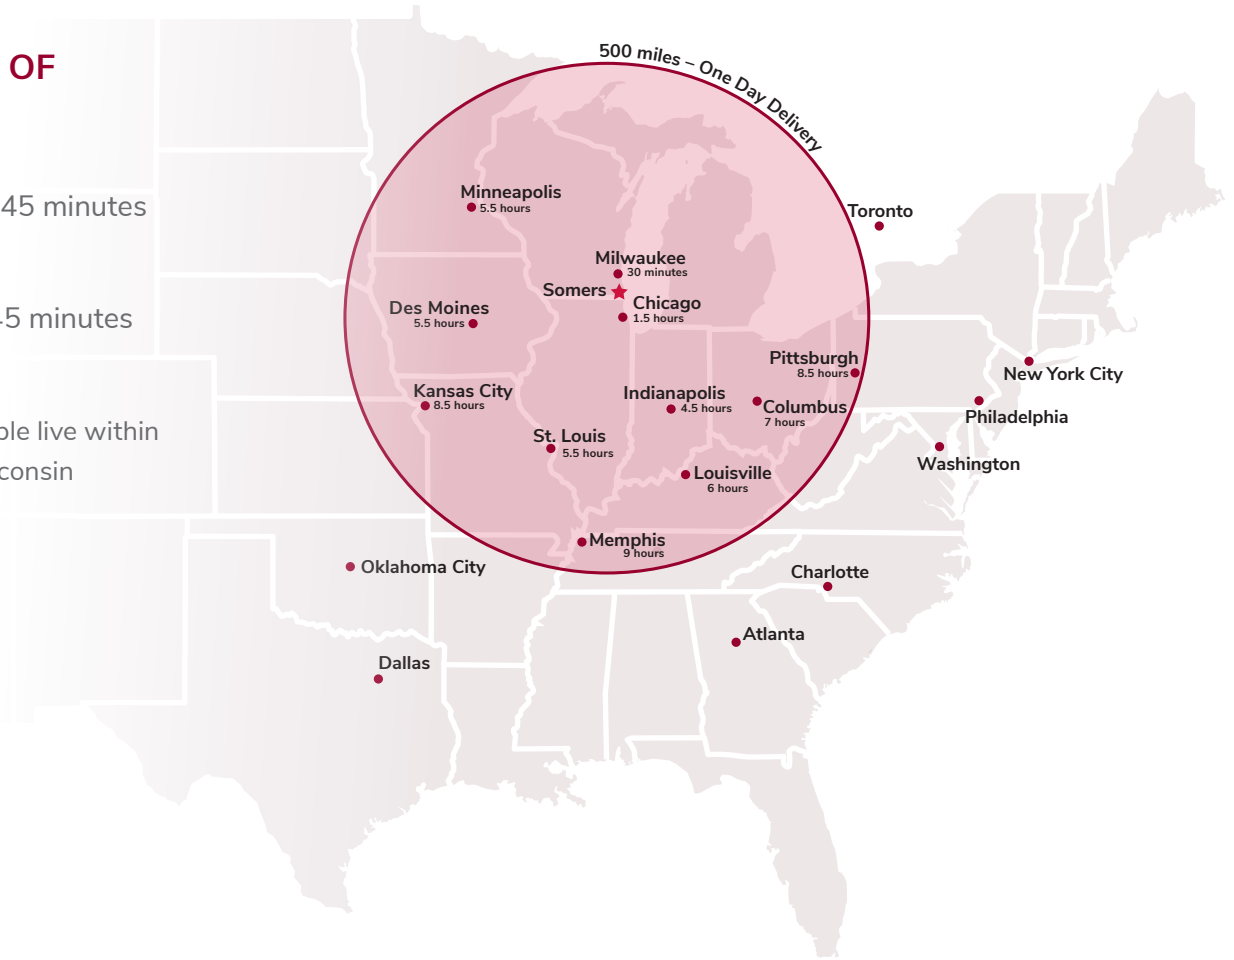 OF
45 minutes
45 minutes
ple live within
consin
500 miles – One Day Delivery
Minneapolis
5.5 hours
Toronto
Milwaukee
30 minutes
Somers
Chicago
1.5 hours
Des Moines
5.5 hours
Pittsburgh
8.5 hours
New York City
Kansas City
8.5 hours
Indianapolis
4.5 hours
Columbus
7 hours
Philadelphia
St. Louis
5.5 hours
Washington
Louisville
6 hours
Memphis
9 hours
Oklahoma City
Charlotte
Atlanta
Dallas